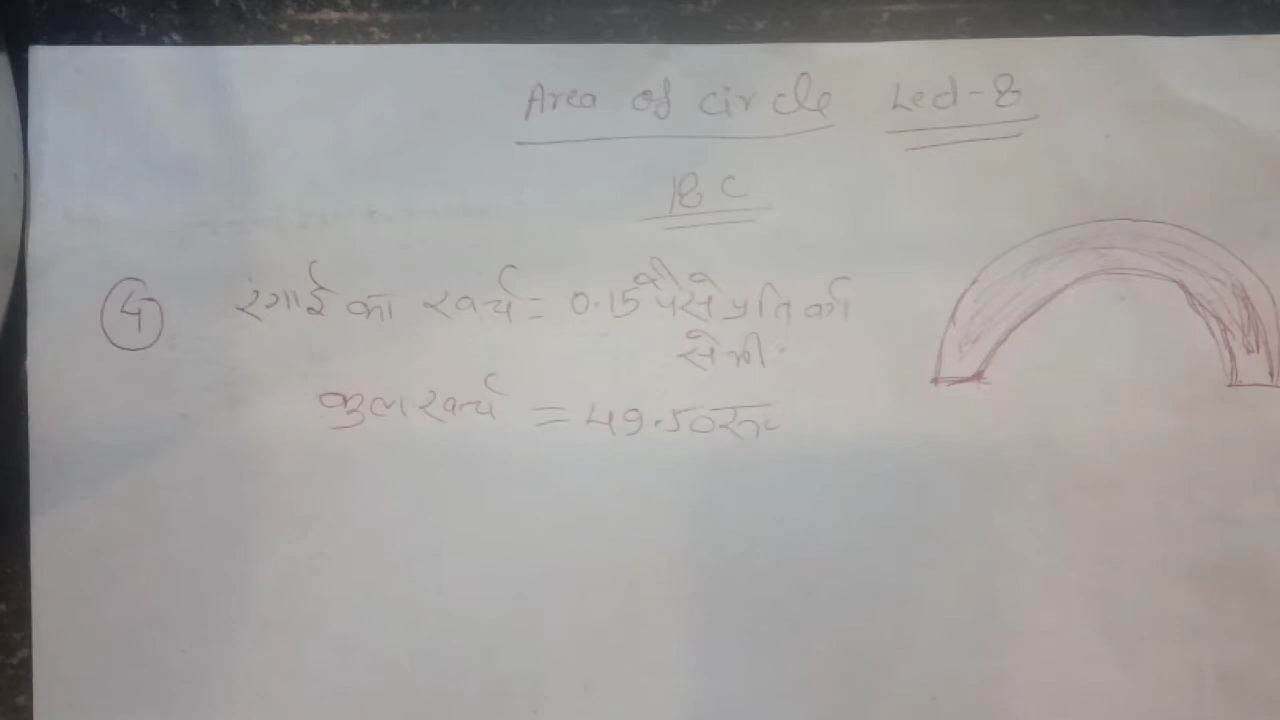 Area of circle Led-8
18 C
4 रंगाई का खर्च = 0.15 पैसे प्रति वर्ग
सेमी.
कुल खर्च = 49.50 रू